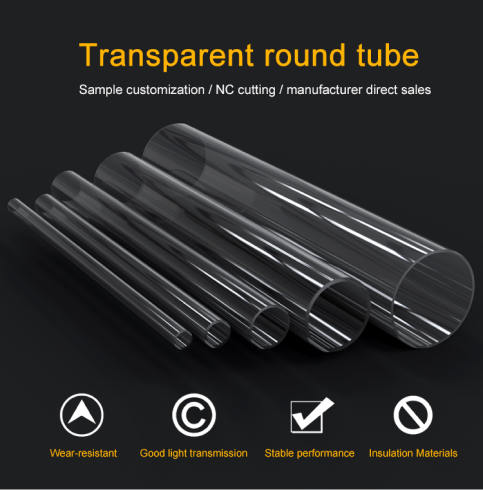 Transparent round tube
Sample customization / NC cutting / manufacturer direct sales
©
Wear-resistant Good light transmission Stable performance Insulation Materials